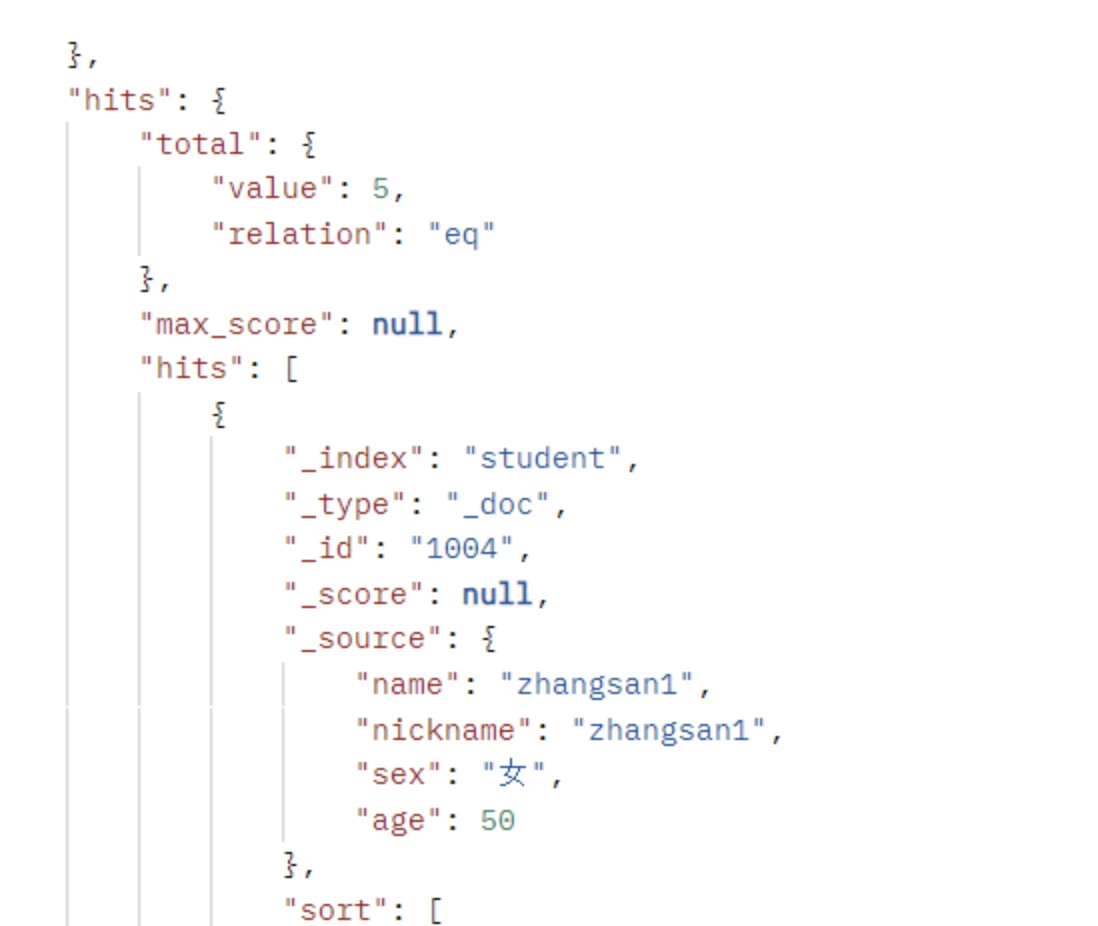 },
"hits": {
"total": {
"value": 5,
"relation": "eq"
},
"max_score": null,
"hits": [
{
"_index": "student",
"_type": "_doc",
"_id": "1004",
"_score": null,
"_source": {
"name": "zhangsan1",
"nickname": "zhangsan1",
"sex": "女",
"age": 50
},
"sort": [